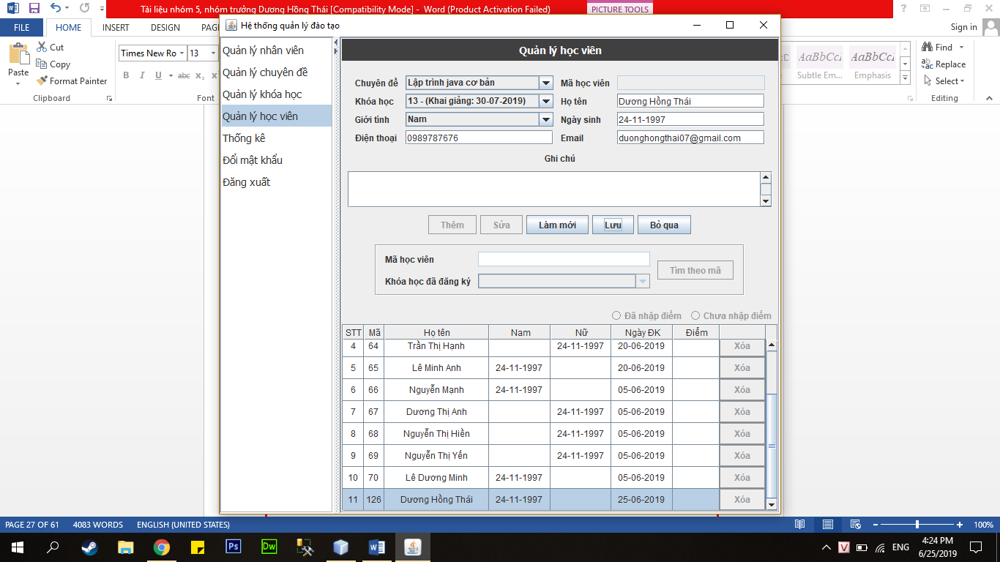 Tài liệu nhóm 5, nhóm trưởng Dương Hồng Thái [Compatibility Mode] - Word (Product Activation Failed)
PICTURE TOOLS
FILE HOME INSERT DESIGN
Sign in
Cut
Copy
Format Painter
Paste
Clipboard
Times New Ro 13
B I U abc x₂
Font
AaBbCcI AaBbCcI
Subtle Em... Emphasis
Find
Replace
Select
Editing
Hệ thống quản lý đào tạo
Quản lý nhân viên
Quản lý chuyên đề
Quản lý khóa học
Quản lý học viên
Thống kê
Đổi mật khẩu
Đăng xuất
Quản lý học viên
Chuyên đề Lập trình java cơ bản Mã học viên
Khóa học 13 - (Khai giảng: 30-07-2019) Họ tên Dương Hồng Thái
Giới tính Nam Ngày sinh 24-11-1997
Điện thoại 0989787676 Email duonghongthai07@gmail.com
Ghi chú
Thêm Sửa Làm mới Lưu Bỏ qua
Mã học viên
Khóa học đã đăng ký
Tìm theo mã
Đã nhập điểm Chưa nhập điểm
STT Mã Họ tên Nam Nữ Ngày ĐK Điểm
4 64 Trần Thị Hạnh 24-11-1997 20-06-2019 Xóa
5 65 Lê Minh Anh 24-11-1997 20-06-2019 Xóa
6 66 Nguyễn Mạnh 24-11-1997 05-06-2019 Xóa
7 67 Dương Thị Anh 24-11-1997 05-06-2019 Xóa
8 68 Nguyễn Thị Hiền 24-11-1997 05-06-2019 Xóa
9 69 Nguyễn Thị Yến 24-11-1997 05-06-2019 Xóa
10 70 Lê Dương Minh 24-11-1997 05-06-2019 Xóa
11 126 Dương Hồng Thái 24-11-1997 25-06-2019 Xóa
PAGE 27 OF 61 4083 WORDS ENGLISH (UNITED STATES)
100%
Ps Dw
ENG
4:24 PM
6/25/2019